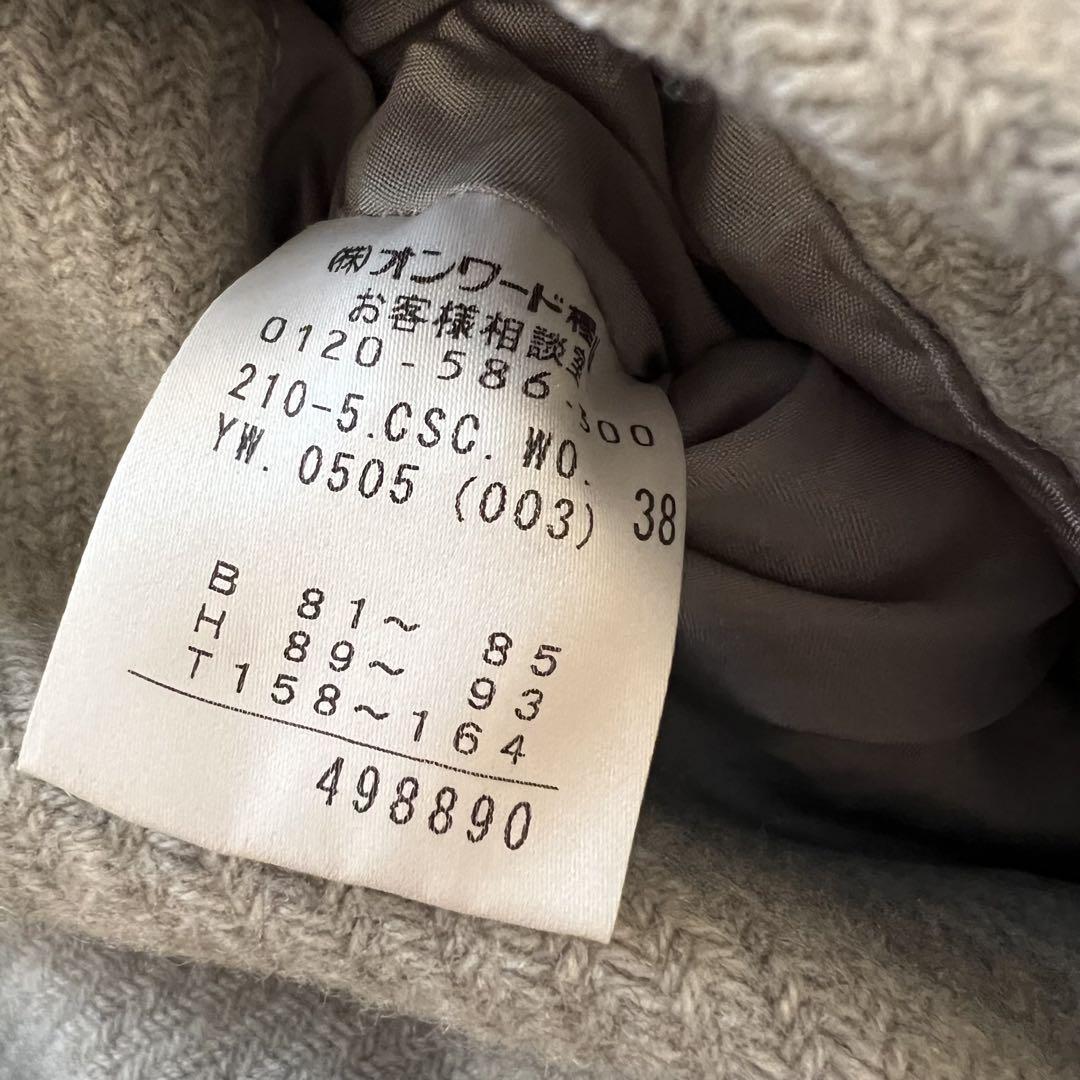 (株)オンワード樫
お客様相談室
0120-586-300
210-5.CSC. WO.
YW. 0505 (003) 38
B 81～ 85
H 89～ 93
T158～164
498890